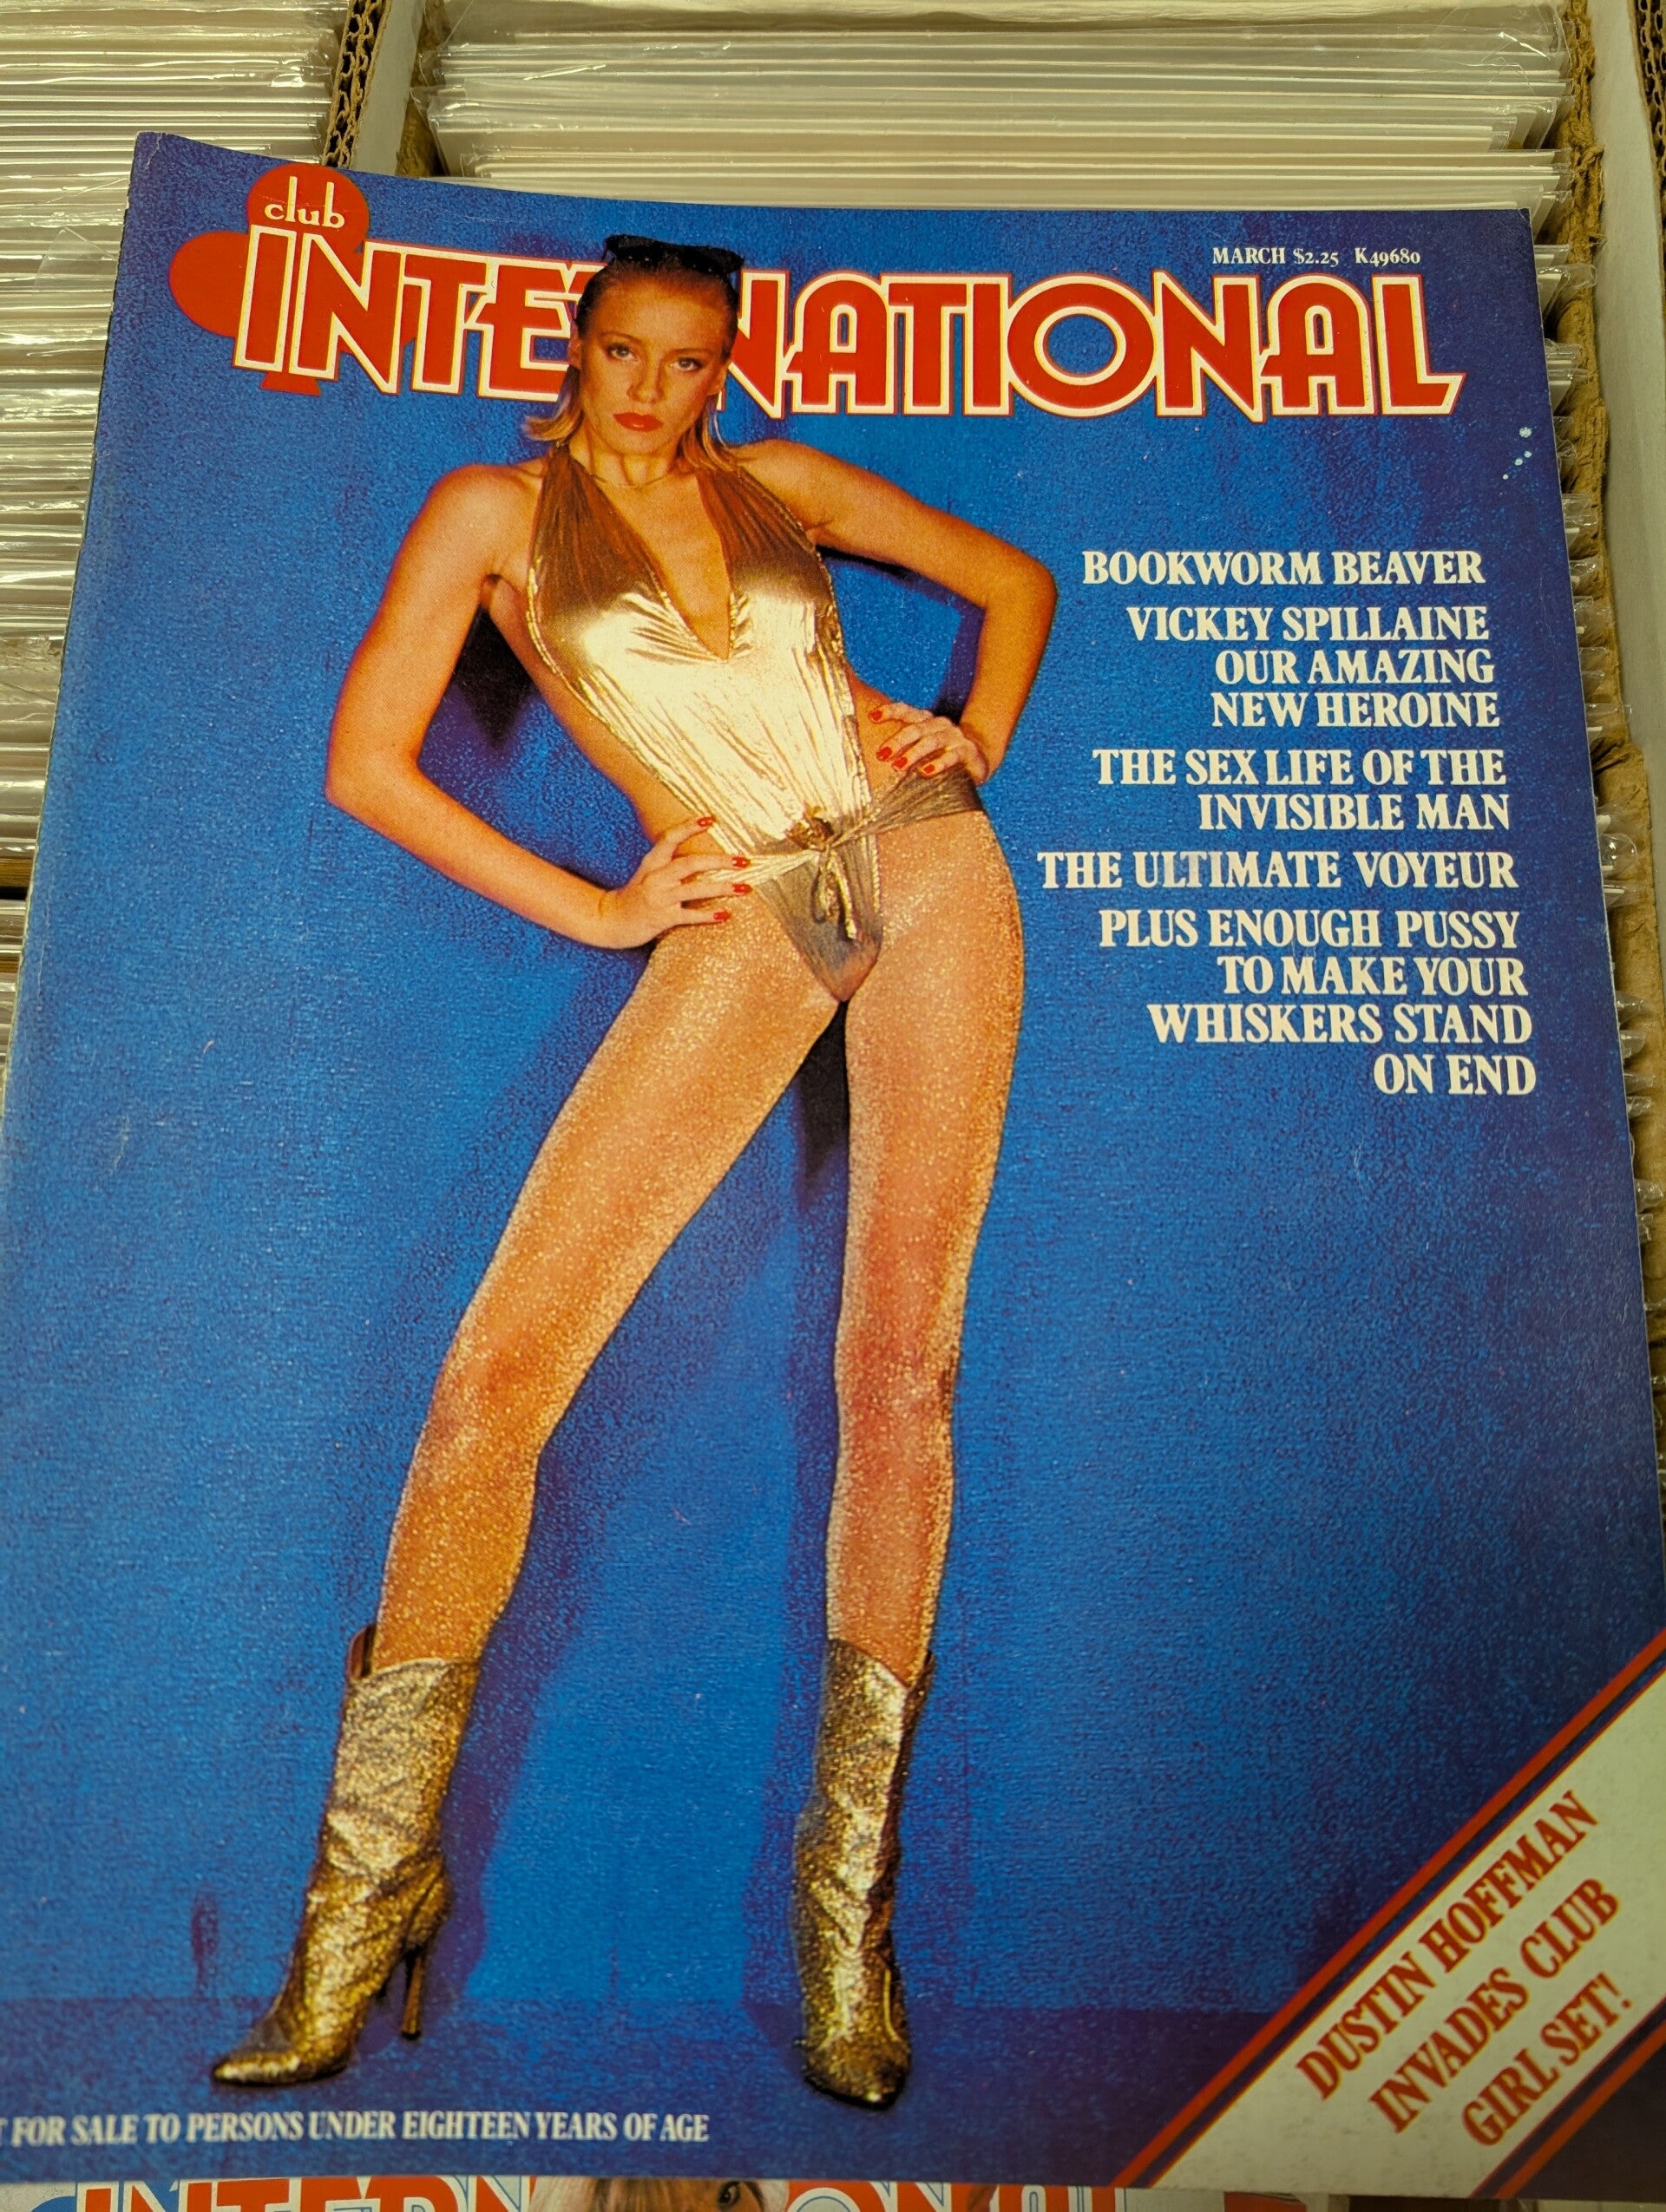 club
INTERNATIONAL
MARCH $2.25 K49680
BOOKWORM BEAVER
VICKEY SPILLAINE
OUR AMAZING
NEW HEROINE
THE SEX LIFE OF THE
INVISIBLE MAN
THE ULTIMATE VOYEUR
PLUS ENOUGH PUSSY
TO MAKE YOUR
WHISKERS STAND
ON END
DUSTIN HOFFMAN
INVADES CLUB
GIRL SET!
T FOR SALE TO PERSONS UNDER EIGHTEEN YEARS OF AGE